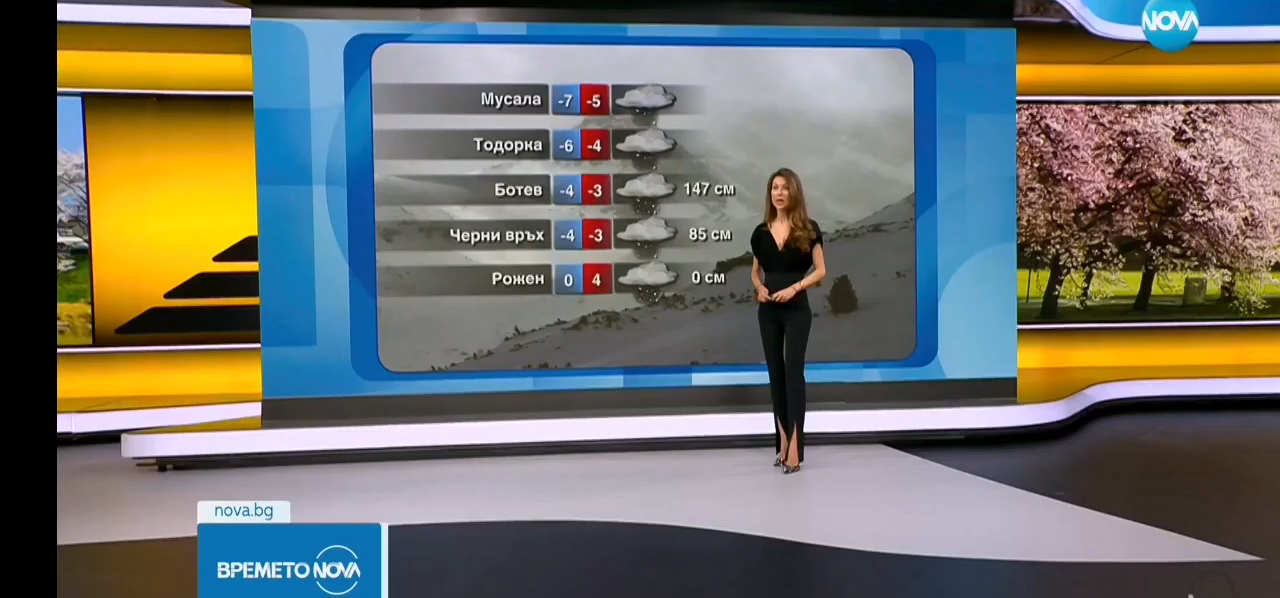 NOVA
Мусала -7 -5
Тодорка -6 -4
Ботев -4 -3 147 см
Черни връх -4 -3 85 см
Рожен 0 4 0 см
nova.bg
ВРЕМЕТО NOVA